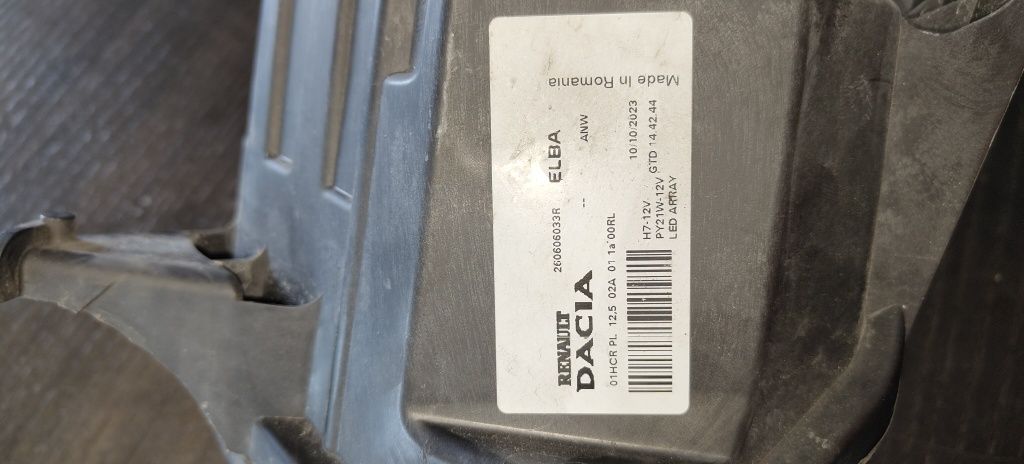 RENAULT 260606033R ELBA
DACIA -- ANW
01HCR PL 12,5 02A 01 1a 00RL
10/10/2023
H7-12V
PY21W-12V GTD 14.42.44
LED ARRAY
Made In Romania